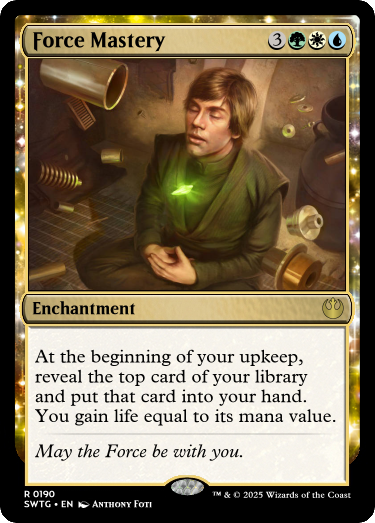 Force Mastery 3
Enchantment
At the beginning of your upkeep,
reveal the top card of your library
and put that card into your hand.
You gain life equal to its mana value.
May the Force be with you.
R 0190
SWTG • EN Anthony Foti
™ & © 2025 Wizards of the Coast